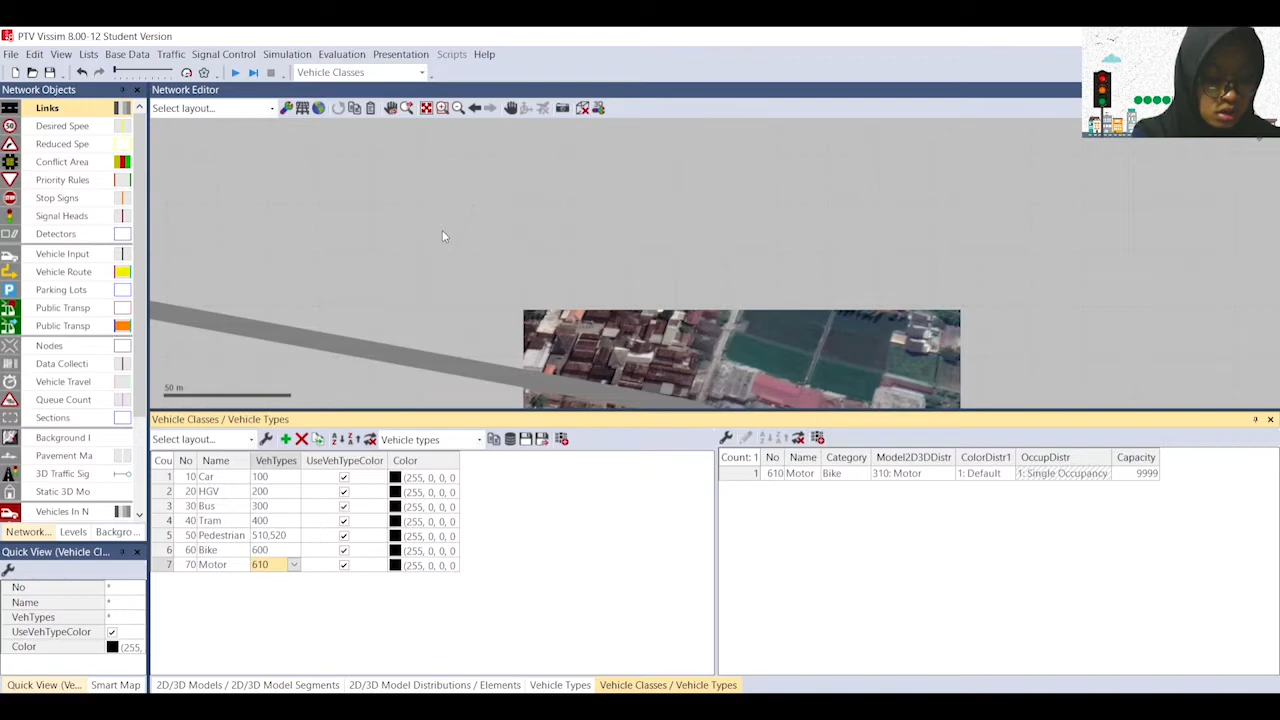 PTV Vissim 8.00-12 Student Version
File Edit View Lists Base Data Traffic Signal Control Simulation Evaluation Presentation Scripts Help
Vehicle Classes
Network Objects
Network Editor
Links
Select layout...
Desired Spee
Reduced Spe
Conflict Area
Priority Rules
Stop Signs
Signal Heads
Detectors
Vehicle Input
Vehicle Route
Parking Lots
Public Transp
Public Transp
Nodes
Data Collecti
Vehicle Travel
Queue Count
Sections
Background I
Pavement Ma
3D Traffic Sig
Static 3D Mo
Vehicles In N
Network... Levels Backgro...
50 m
Vehicle Classes / Vehicle Types
Select layout... Vehicle types
Cou No Name VehTypes UseVehTypeColor Color
1 10 Car 100 (255, 0, 0, 0
2 20 HGV 200 (255, 0, 0, 0
3 30 Bus 300 (255, 0, 0, 0
4 40 Tram 400 (255, 0, 0, 0
5 50 Pedestrian 510,520 (255, 0, 0, 0
6 60 Bike 600 (255, 0, 0, 0
7 70 Motor 610 (255, 0, 0, 0
Count: 1 No Name Category Model2D3DDistr ColorDistr1 OccupDistr Capacity
1 610 Motor Bike 310: Motor 1: Default 1: Single Occupancy 9999
Quick View (Vehicle Cl...
No *
Name *
VehTypes *
UseVehTypeColor
Color (255,
Quick View (Ve... Smart Map
2D/3D Models / 2D/3D Model Segments 2D/3D Model Distributions / Elements Vehicle Types Vehicle Classes / Vehicle Types